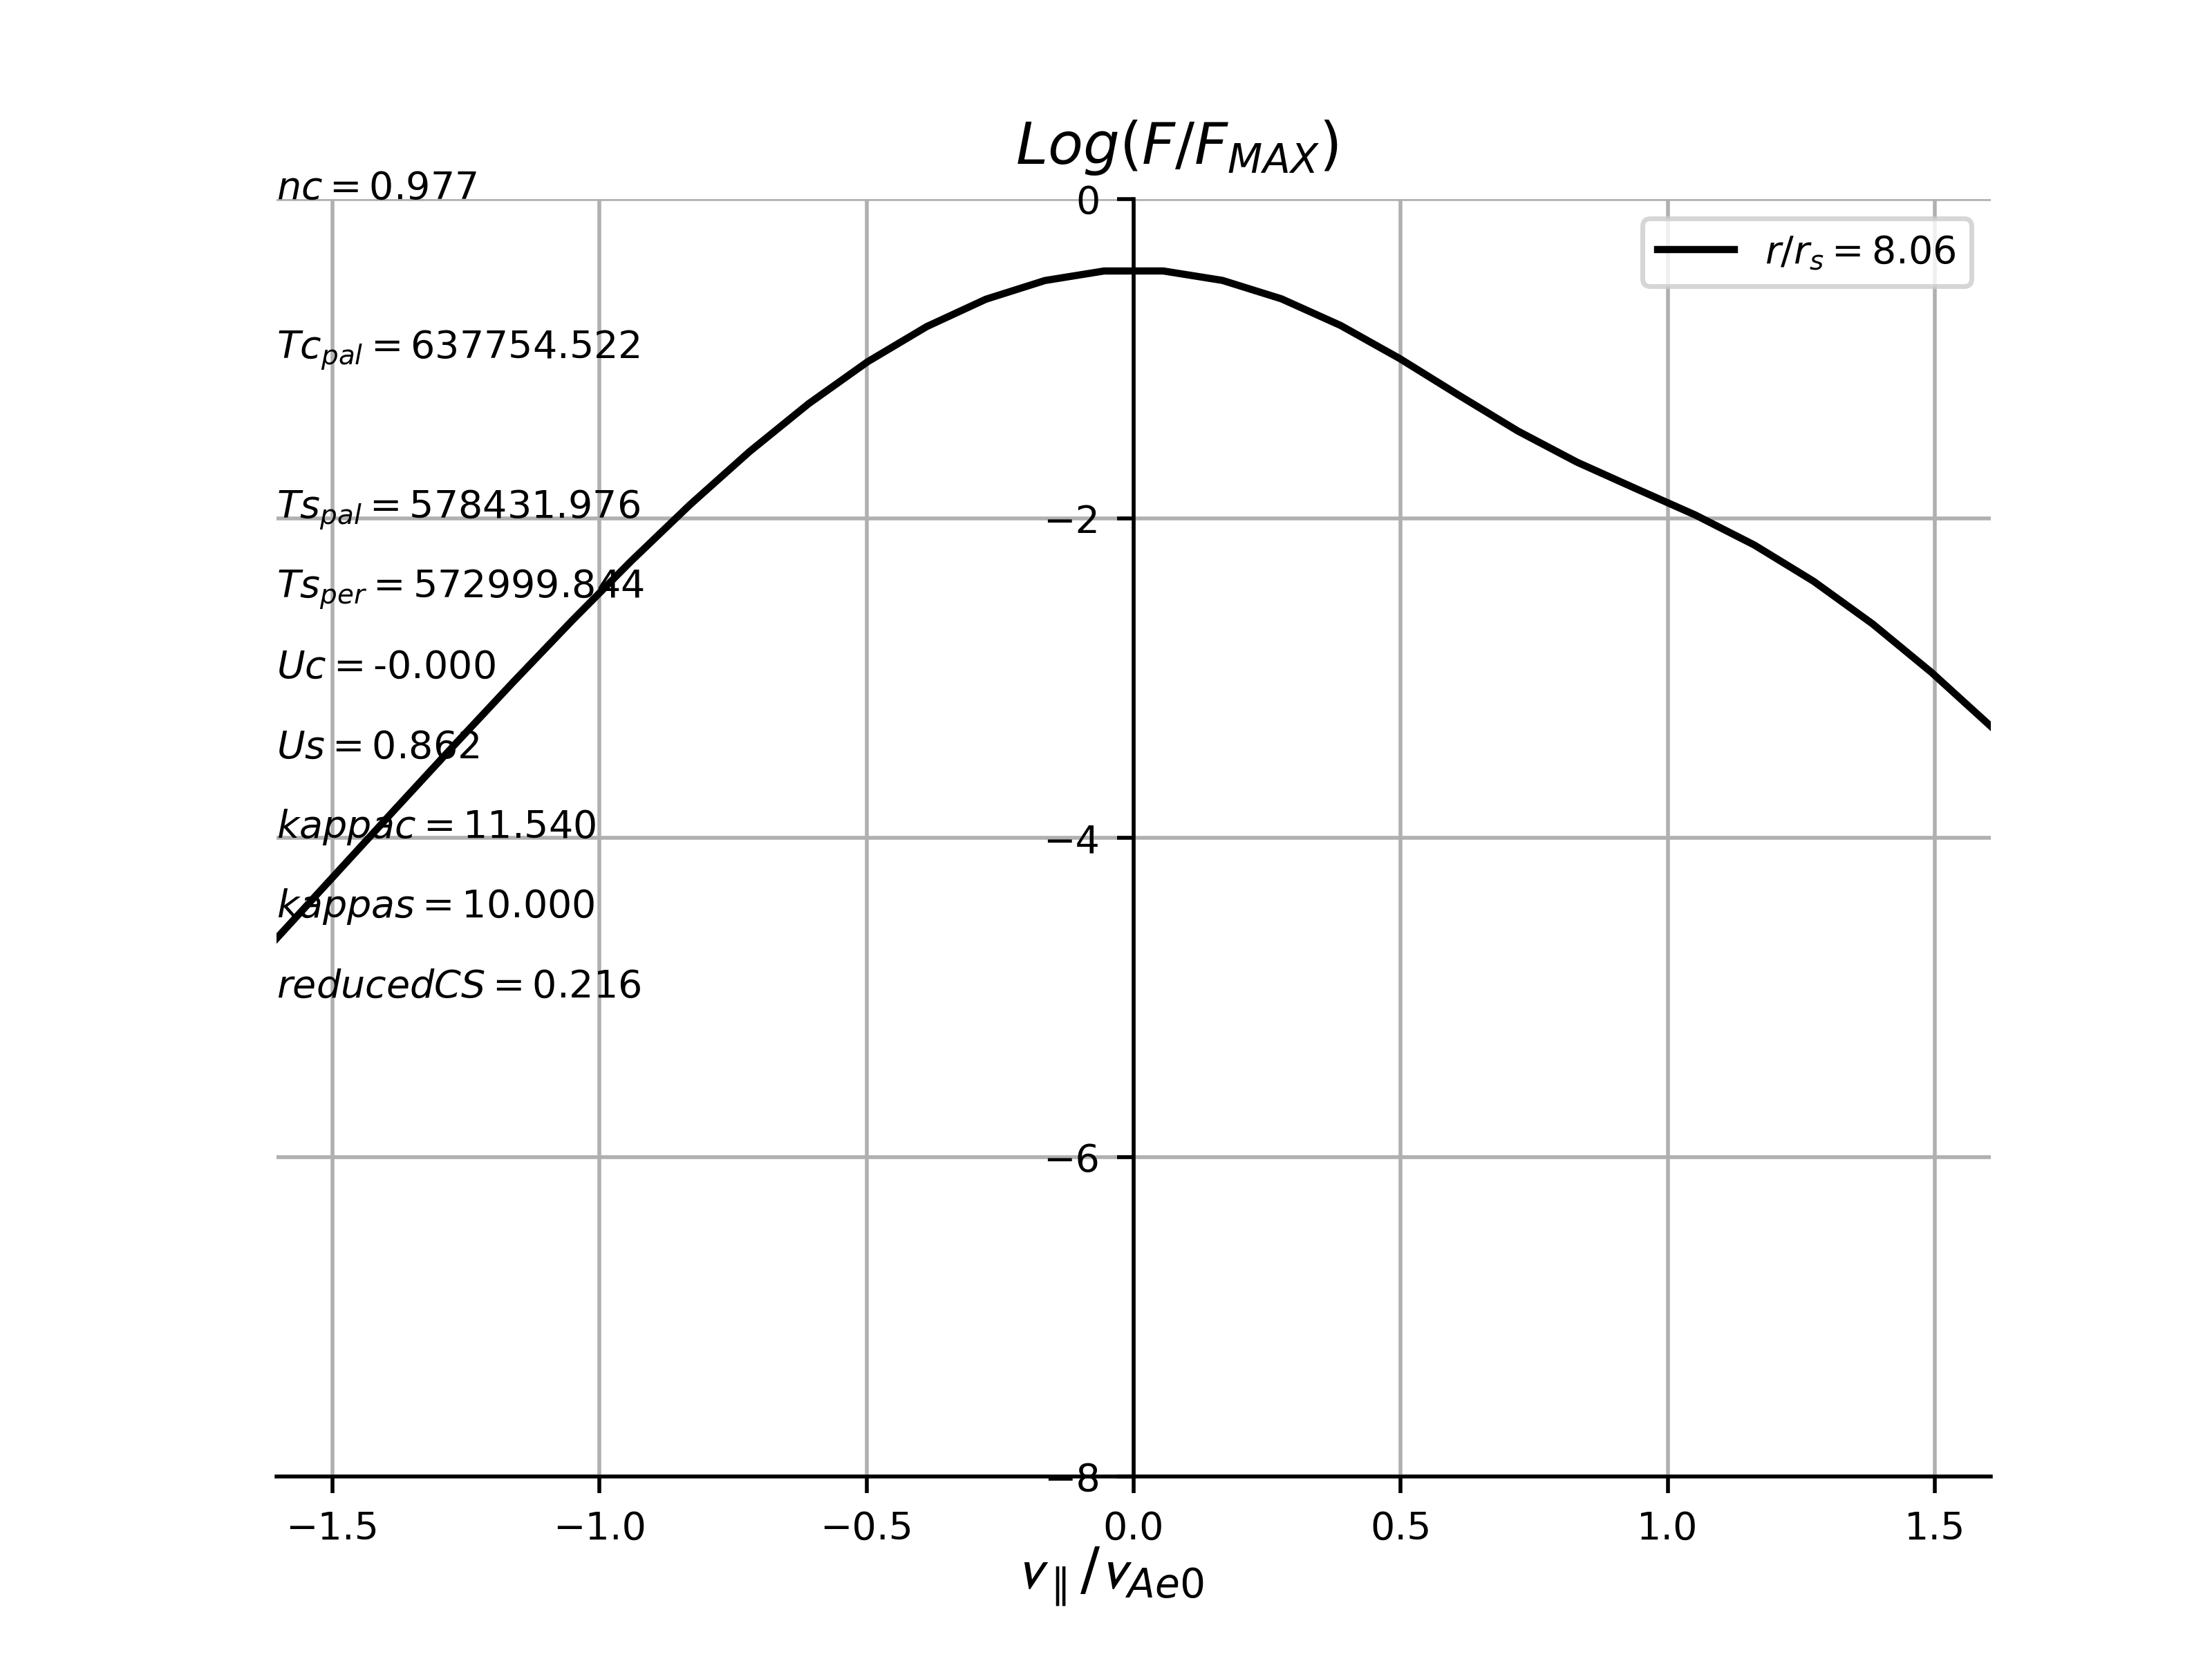 Log(F/F_MAX)
nc = 0.977
0
r/r_s = 8.06
Tc_pal = 637754.522
Ts_pal = 578431.976
−2
Ts_per = 572999.844
Uc = -0.000
Us = 0.862
kappac = 11.540
−4
kappas = 10.000
reducedCS = 0.216
−6
−8
−1.5 −1.0 −0.5 0.0 0.5 1.0 1.5
v_∥/v_Ae0